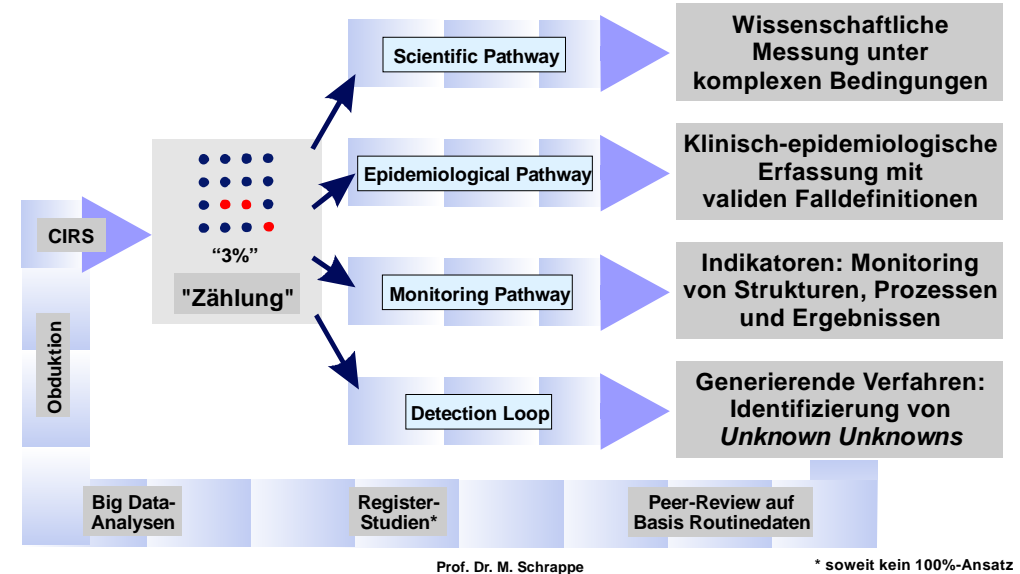 Scientific Pathway
Wissenschaftliche
Messung unter
komplexen Bedingungen
Epidemiological Pathway
Klinisch-epidemiologische
Erfassung mit
validen Falldefinitionen
CIRS
“3%”
"Zählung"
Monitoring Pathway
Indikatoren: Monitoring
von Strukturen, Prozessen
und Ergebnissen
Obduktion
Detection Loop
Generierende Verfahren:
Identifizierung von
Unknown Unknowns
Big Data-
Analysen
Register-
Studien*
Peer-Review auf
Basis Routinedaten
Prof. Dr. M. Schrappe
* soweit kein 100%-Ansatz